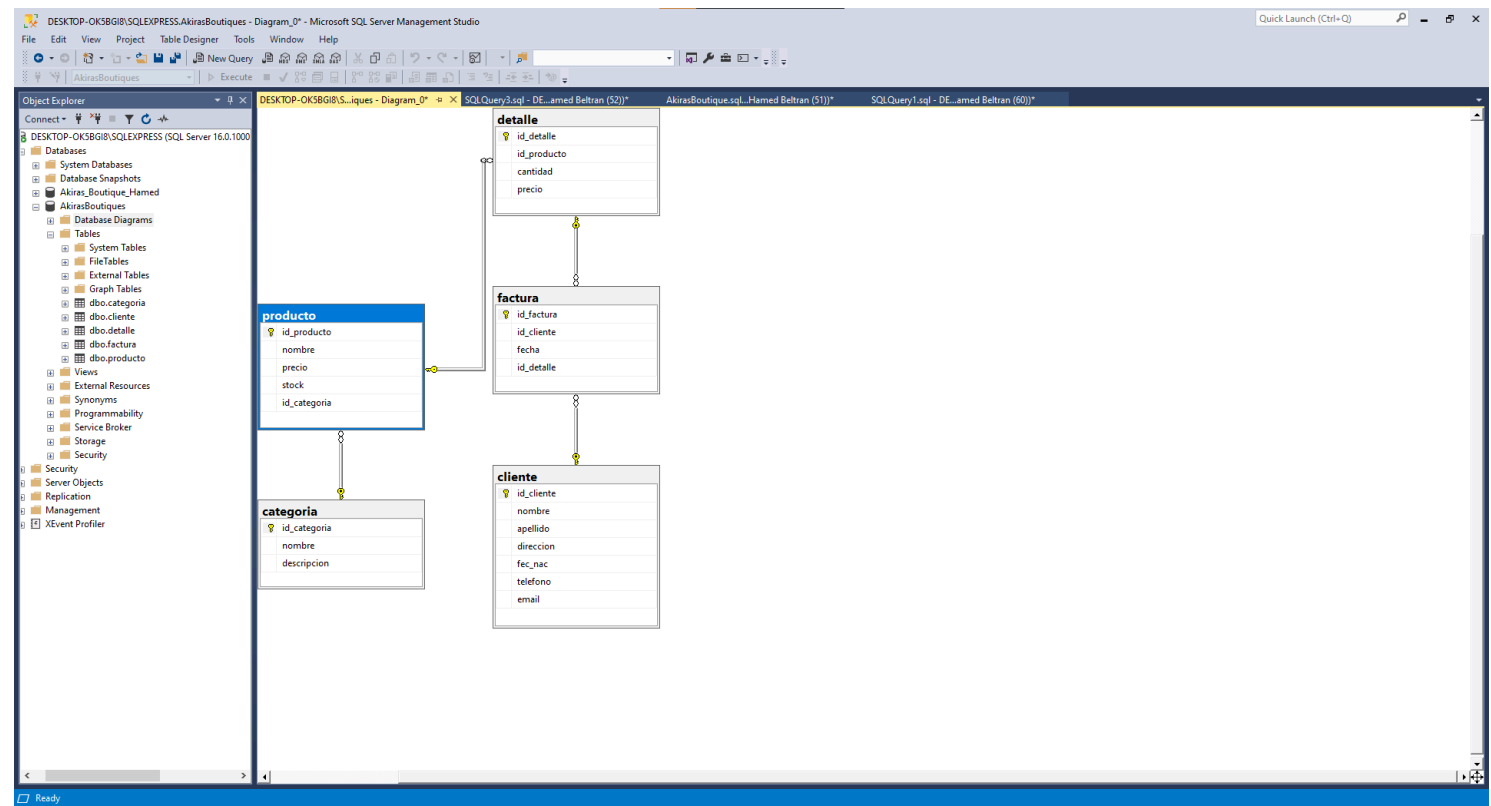 DESKTOP-OK5BGI8\SQLEXPRESS.AkirasBoutiques - Diagram_0* - Microsoft SQL Server Management Studio
Quick Launch (Ctrl+Q)
File Edit View Project Table Designer Tools Window Help
New Query
AkirasBoutiques
Execute
Object Explorer
DESKTOP-OK5BGI8\S...iques - Diagram_0*
SQLQuery3.sql - DE...amed Beltran (52))*
AkirasBoutique.sql...Hamed Beltran (51))*
SQLQuery1.sql - DE...amed Beltran (60))*
Connect
DESKTOP-OK5BGI8\SQLEXPRESS (SQL Server 16.0.1000
Databases
System Databases
Database Snapshots
Akiras_Boutique_Hamed
AkirasBoutiques
Database Diagrams
Tables
System Tables
FileTables
External Tables
Graph Tables
dbo.categoria
dbo.cliente
dbo.detalle
dbo.factura
dbo.producto
Views
External Resources
Synonyms
Programmability
Service Broker
Storage
Security
Security
Server Objects
Replication
Management
XEvent Profiler
detalle
id_detalle
id_producto
cantidad
precio
factura
id_factura
id_cliente
fecha
id_detalle
producto
id_producto
nombre
precio
stock
id_categoria
cliente
id_cliente
nombre
apellido
direccion
fec_nac
telefono
email
categoria
id_categoria
nombre
descripcion
Ready